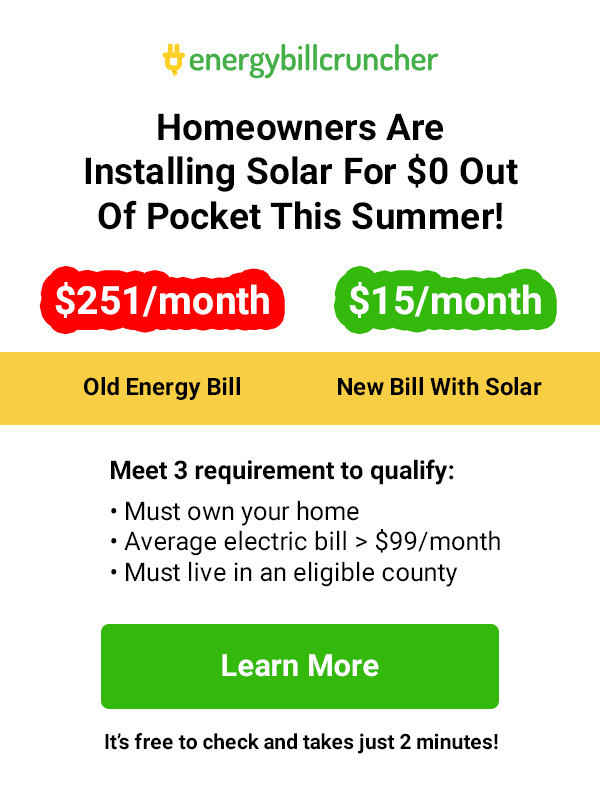 energybillcruncher
Homeowners Are
Installing Solar For $0 Out
Of Pocket This Summer!
$251/month
$15/month
Old Energy Bill
New Bill With Solar
Meet 3 requirement to qualify:
• Must own your home
• Average electric bill > $99/month
• Must live in an eligible county
Learn More
It's free to check and takes just 2 minutes!